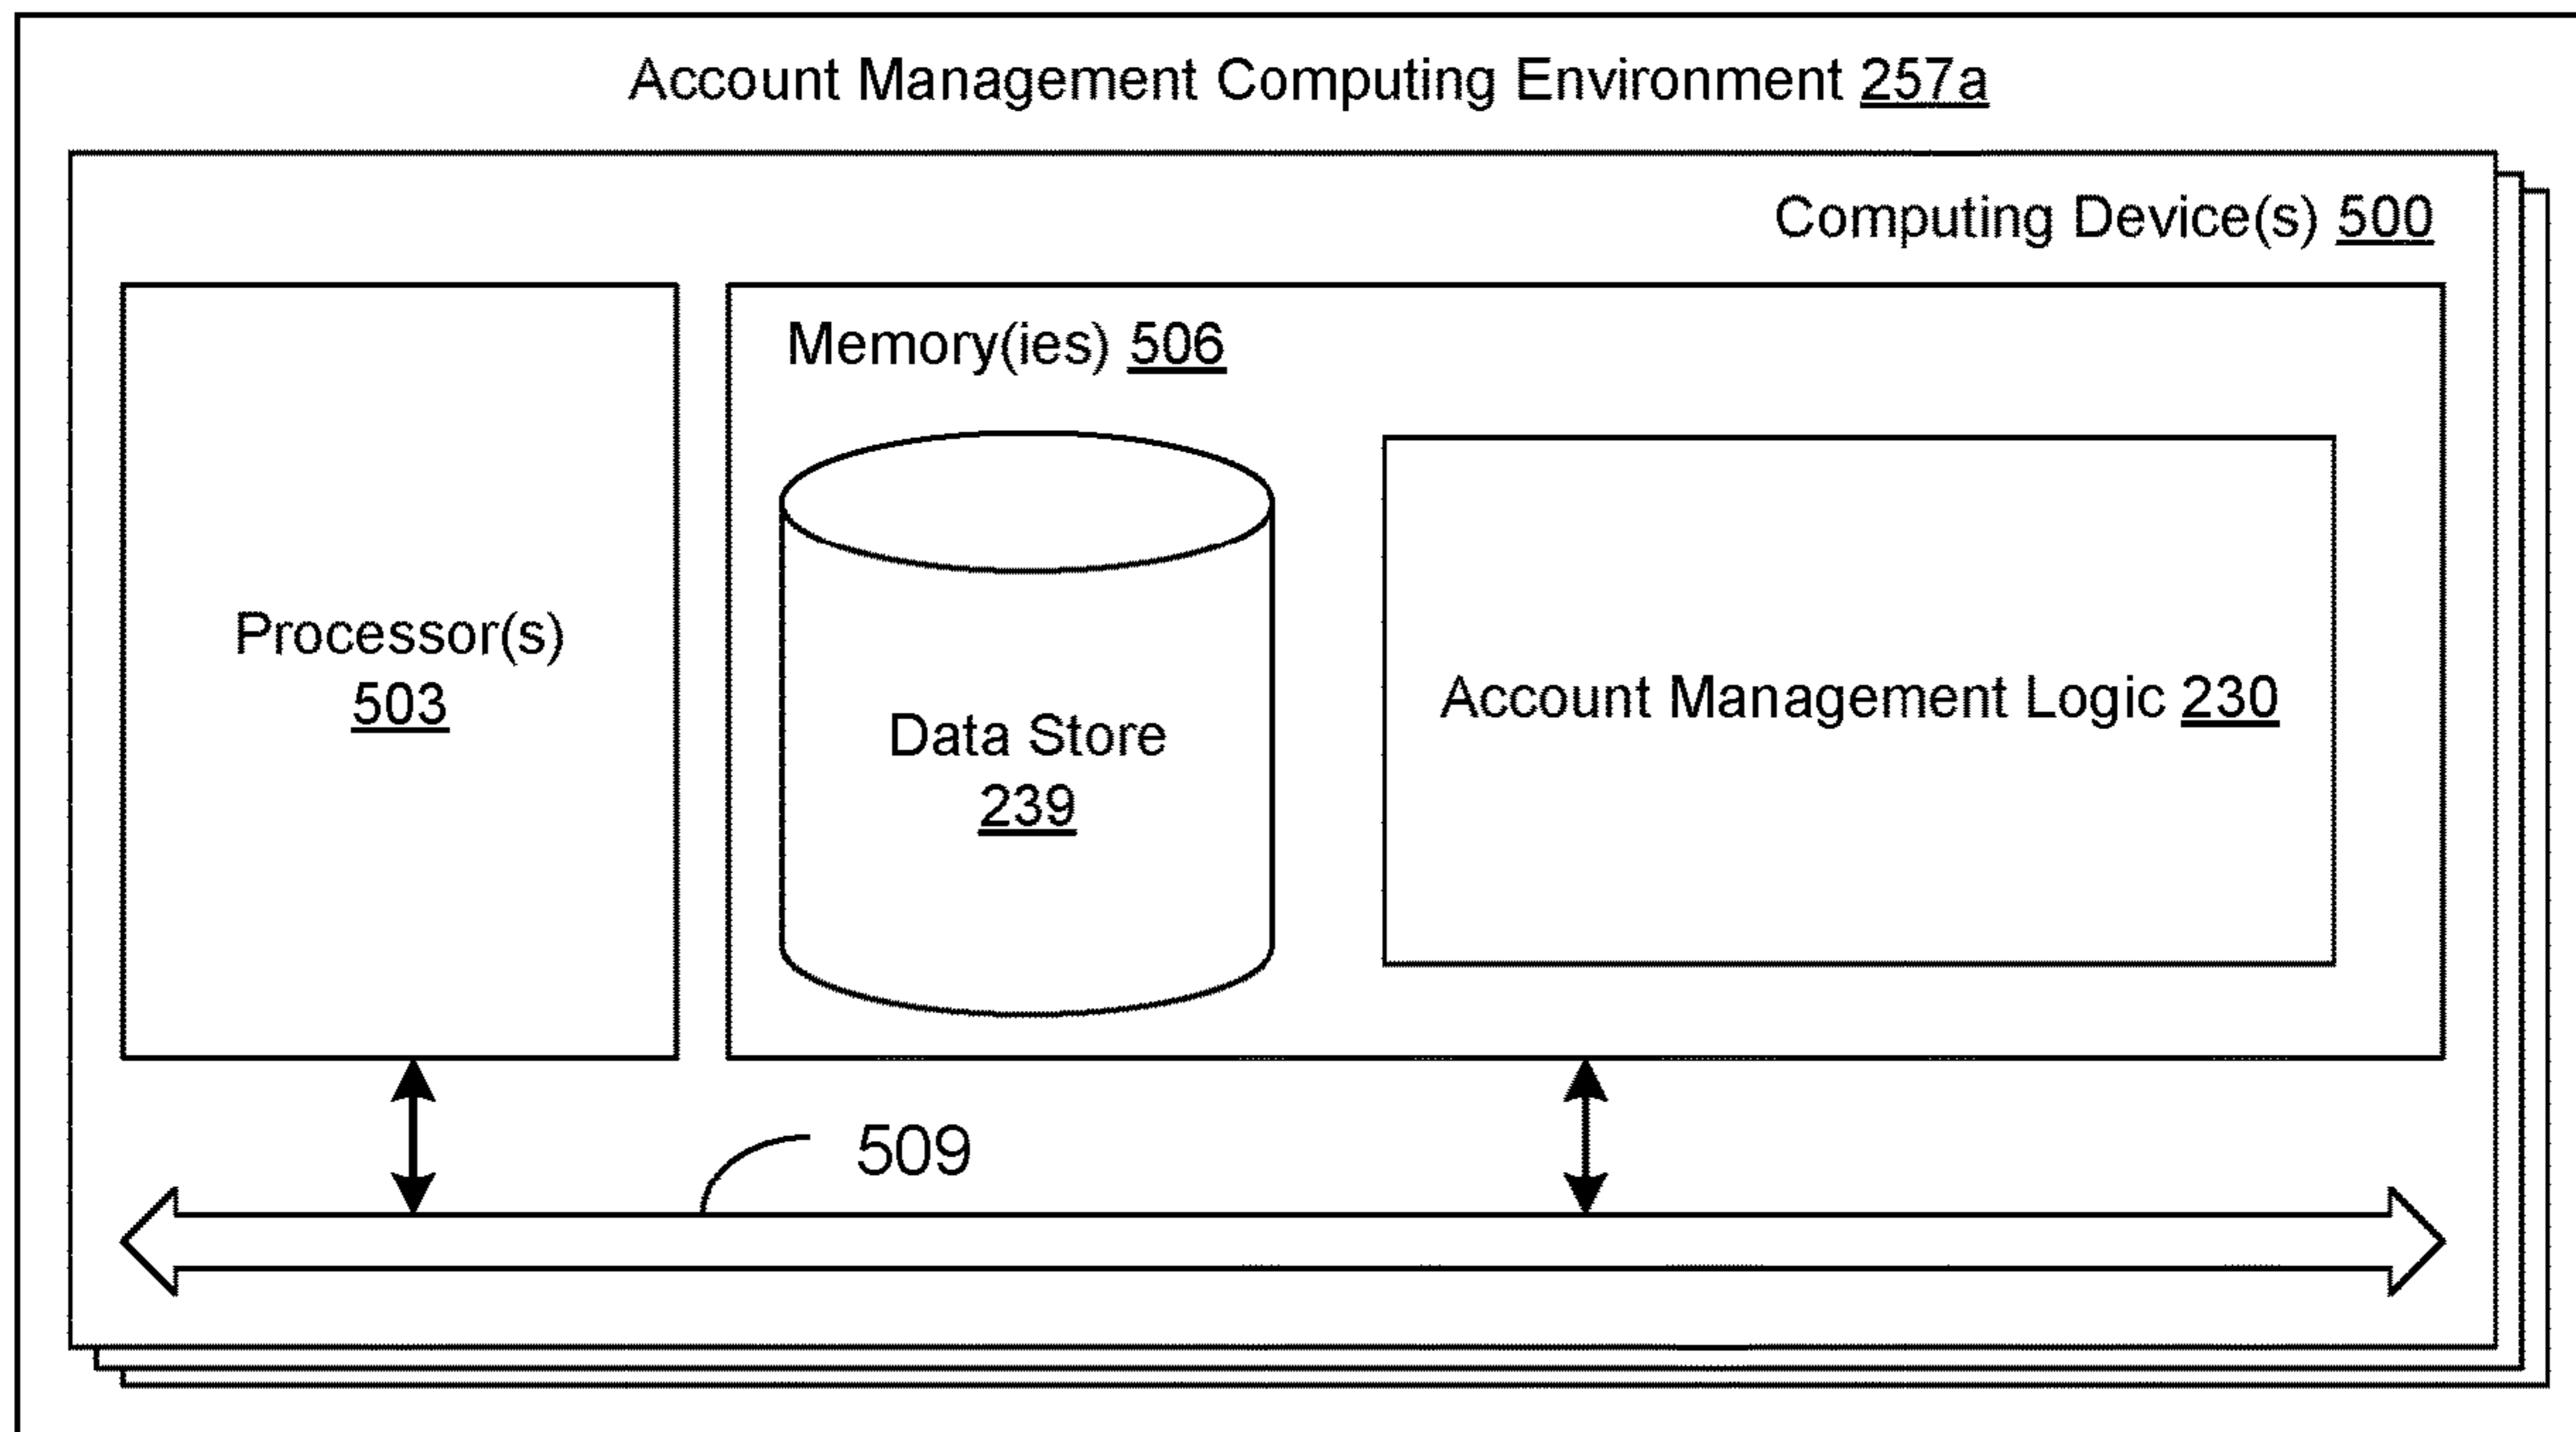 Account Management Computing Environment 257a
Computing Device(s) 500
Memory(ies) 506
Processor(s)
503
Data Store
239
Account Management Logic 230
509